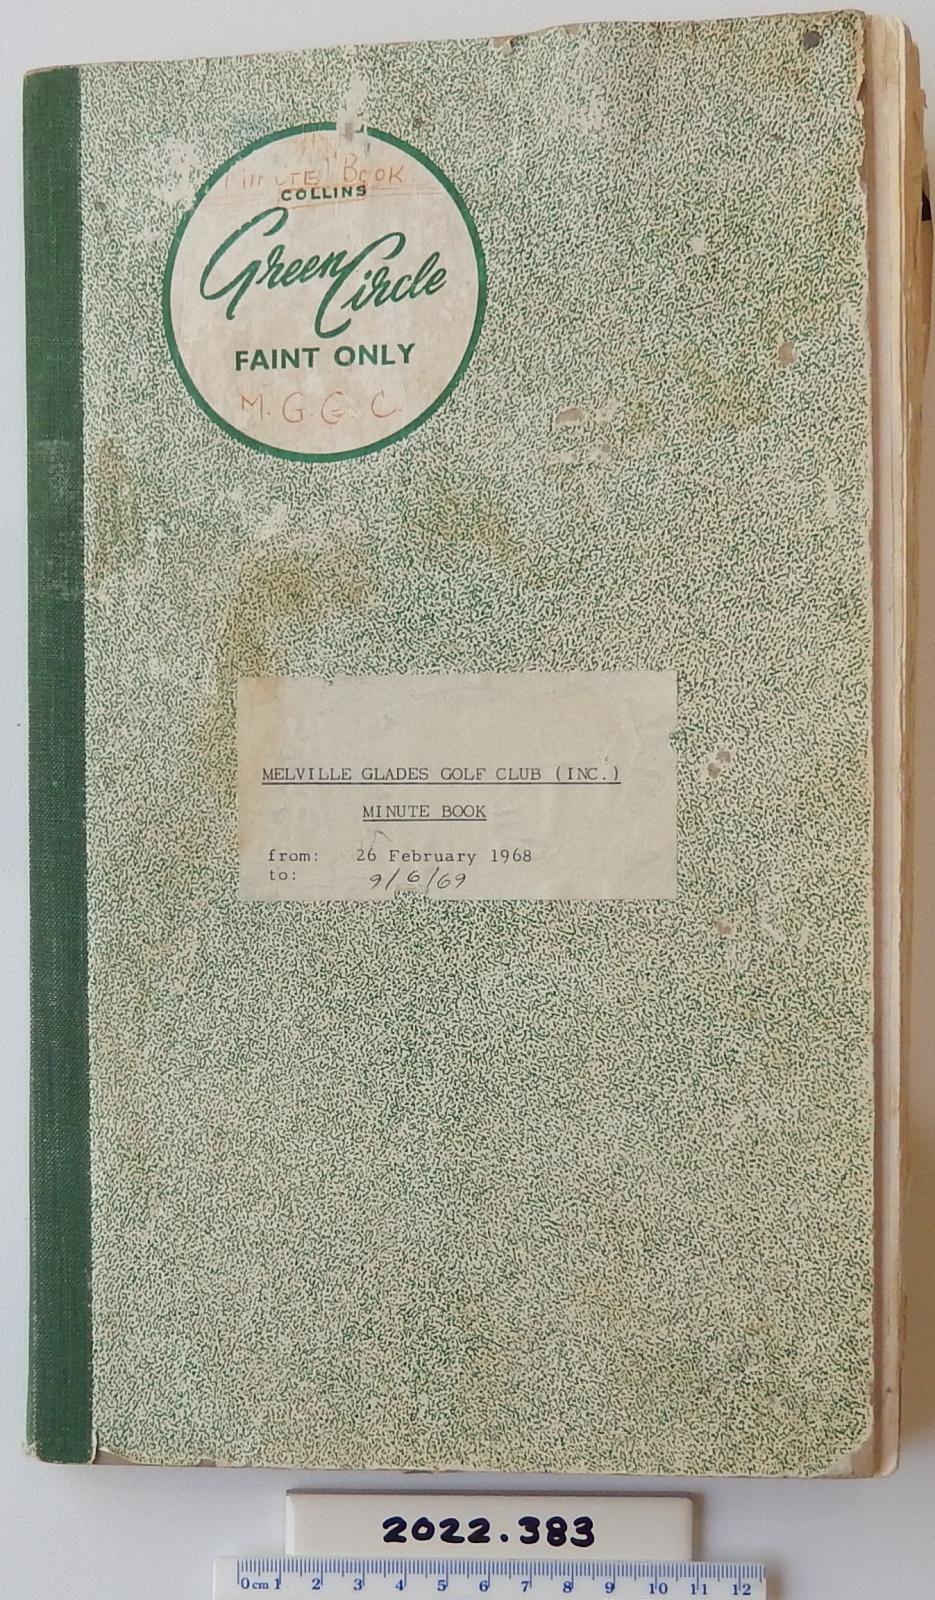 Minute Book
COLLINS
Green Circle
FAINT ONLY
M.G.G.C.
MELVILLE GLADES GOLF CLUB (INC.)
MINUTE BOOK
from: 26 February 1968
to: 9/6/69
2022.383
0cm 1 2 3 4 5 6 7 8 9 10 11 12